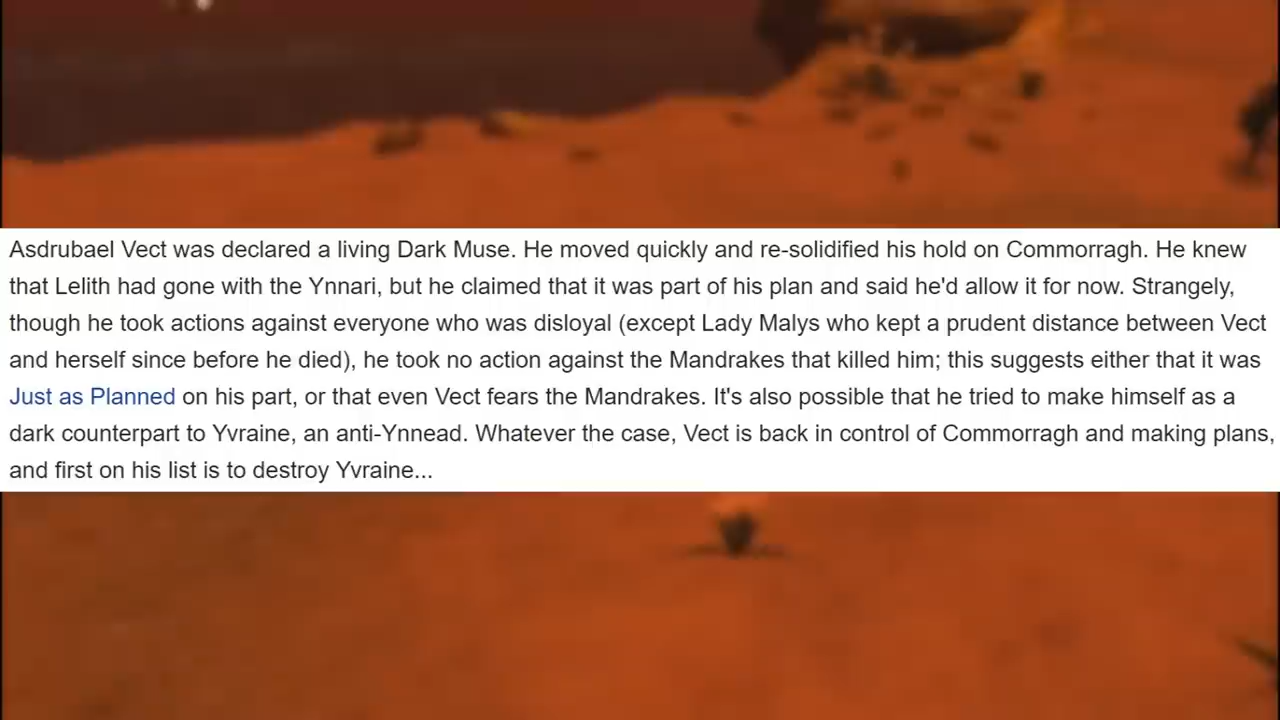 Asdrubael Vect was declared a living Dark Muse. He moved quickly and re-solidified his hold on Commorragh. He knew
that Lelith had gone with the Ynnari, but he claimed that it was part of his plan and said he'd allow it for now. Strangely,
though he took actions against everyone who was disloyal (except Lady Malys who kept a prudent distance between Vect
and herself since before he died), he took no action against the Mandrakes that killed him; this suggests either that it was
Just as Planned on his part, or that even Vect fears the Mandrakes. It's also possible that he tried to make himself as a
dark counterpart to Yvraine, an anti-Ynnead. Whatever the case, Vect is back in control of Commorragh and making plans,
and first on his list is to destroy Yvraine...